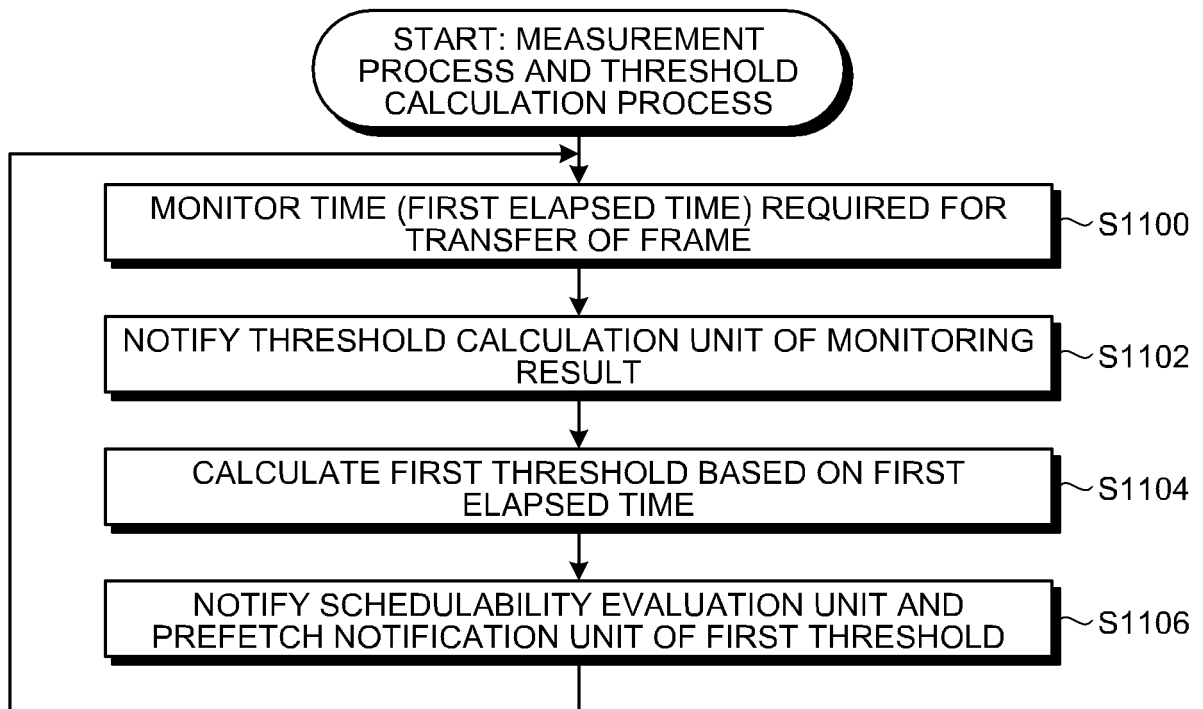 START: MEASUREMENT
PROCESS AND THRESHOLD
CALCULATION PROCESS
MONITOR TIME (FIRST ELAPSED TIME) REQUIRED FOR
TRANSFER OF FRAME
S1100
NOTIFY THRESHOLD CALCULATION UNIT OF MONITORING
RESULT
S1102
CALCULATE FIRST THRESHOLD BASED ON FIRST
ELAPSED TIME
S1104
NOTIFY SCHEDULABILITY EVALUATION UNIT AND
PREFETCH NOTIFICATION UNIT OF FIRST THRESHOLD
S1106